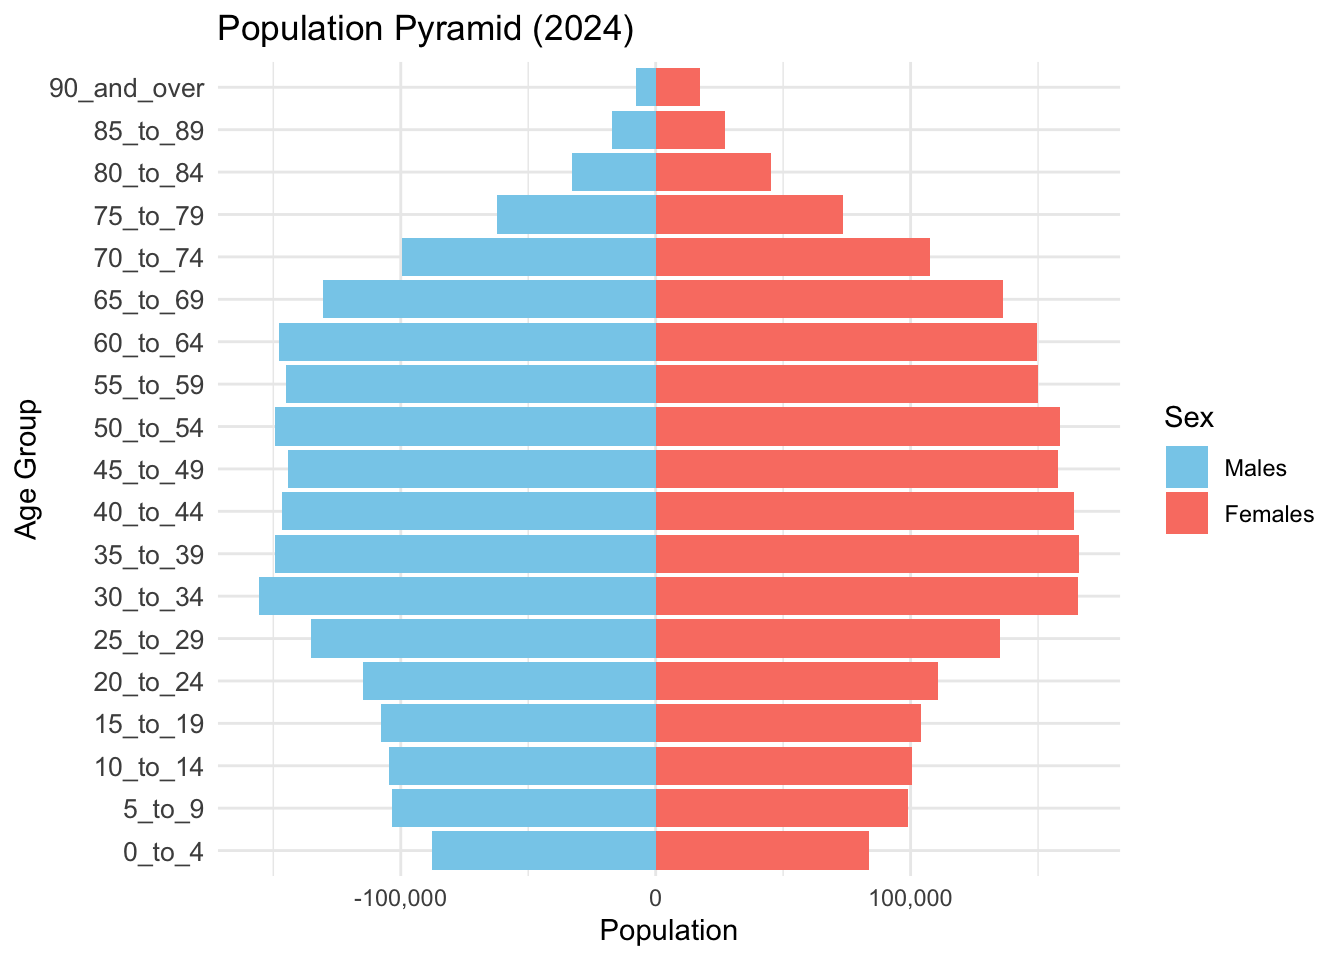 Population Pyramid (2024)
90_and_over
85_to_89
80_to_84
75_to_79
70_to_74
65_to_69
60_to_64
55_to_59
50_to_54
45_to_49
40_to_44
35_to_39
30_to_34
25_to_29
20_to_24
15_to_19
10_to_14
5_to_9
0_to_4
Age Group
-100,000
0
100,000
Population
Sex
Males
Females